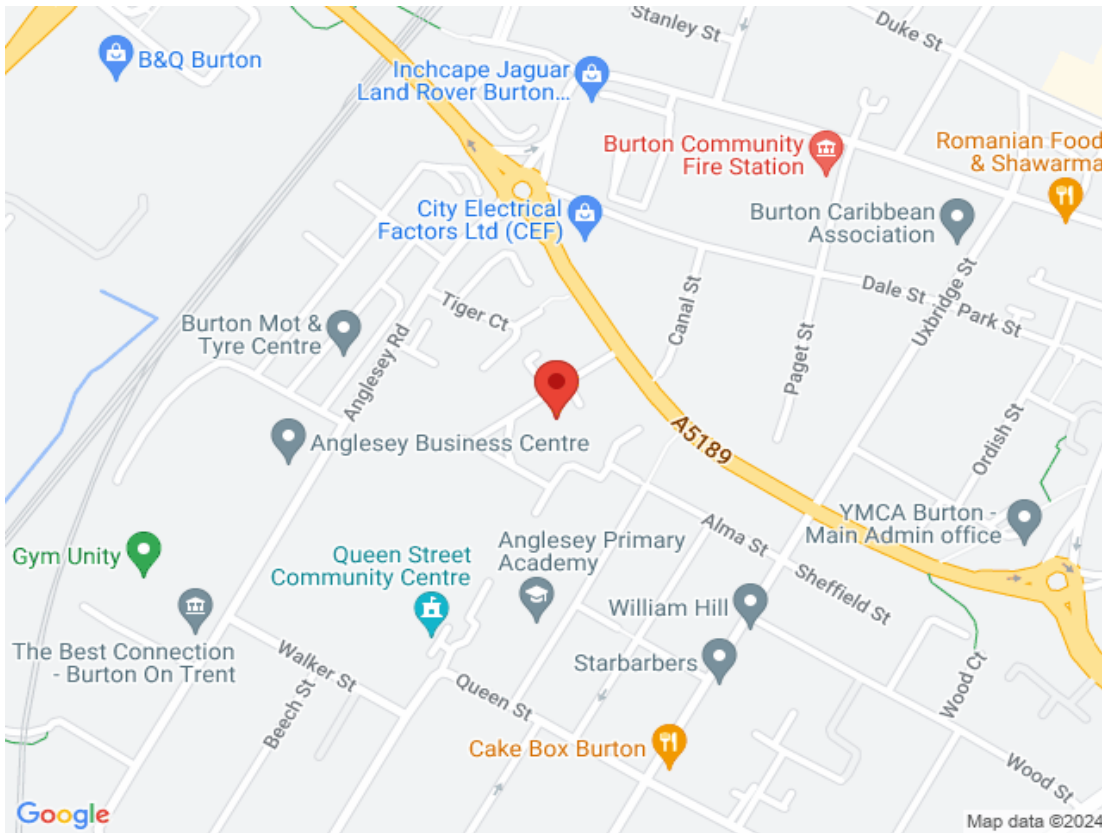 Stanley St
Duke St
B&Q Burton
Inchcape Jaguar
Land Rover Burton...
Burton Community
Fire Station
Romanian Food
& Shawarma
City Electrical
Factors Ltd (CEF)
Burton Caribbean
Association
Dale St
Park St
Uxbridge St
Canal St
Paget St
Tiger Ct
Burton Mot &
Tyre Centre
Anglesey Rd
Anglesey Business Centre
A5189
Ordish St
YMCA Burton -
Main Admin office
Alma St
Sheffield St
Gym Unity
Queen Street
Community Centre
Anglesey Primary
Academy
William Hill
The Best Connection
- Burton On Trent
Walker St
Beech St
Starbarbers
Queen St
Wood Ct
Cake Box Burton
Wood St
Google
Map data ©2024